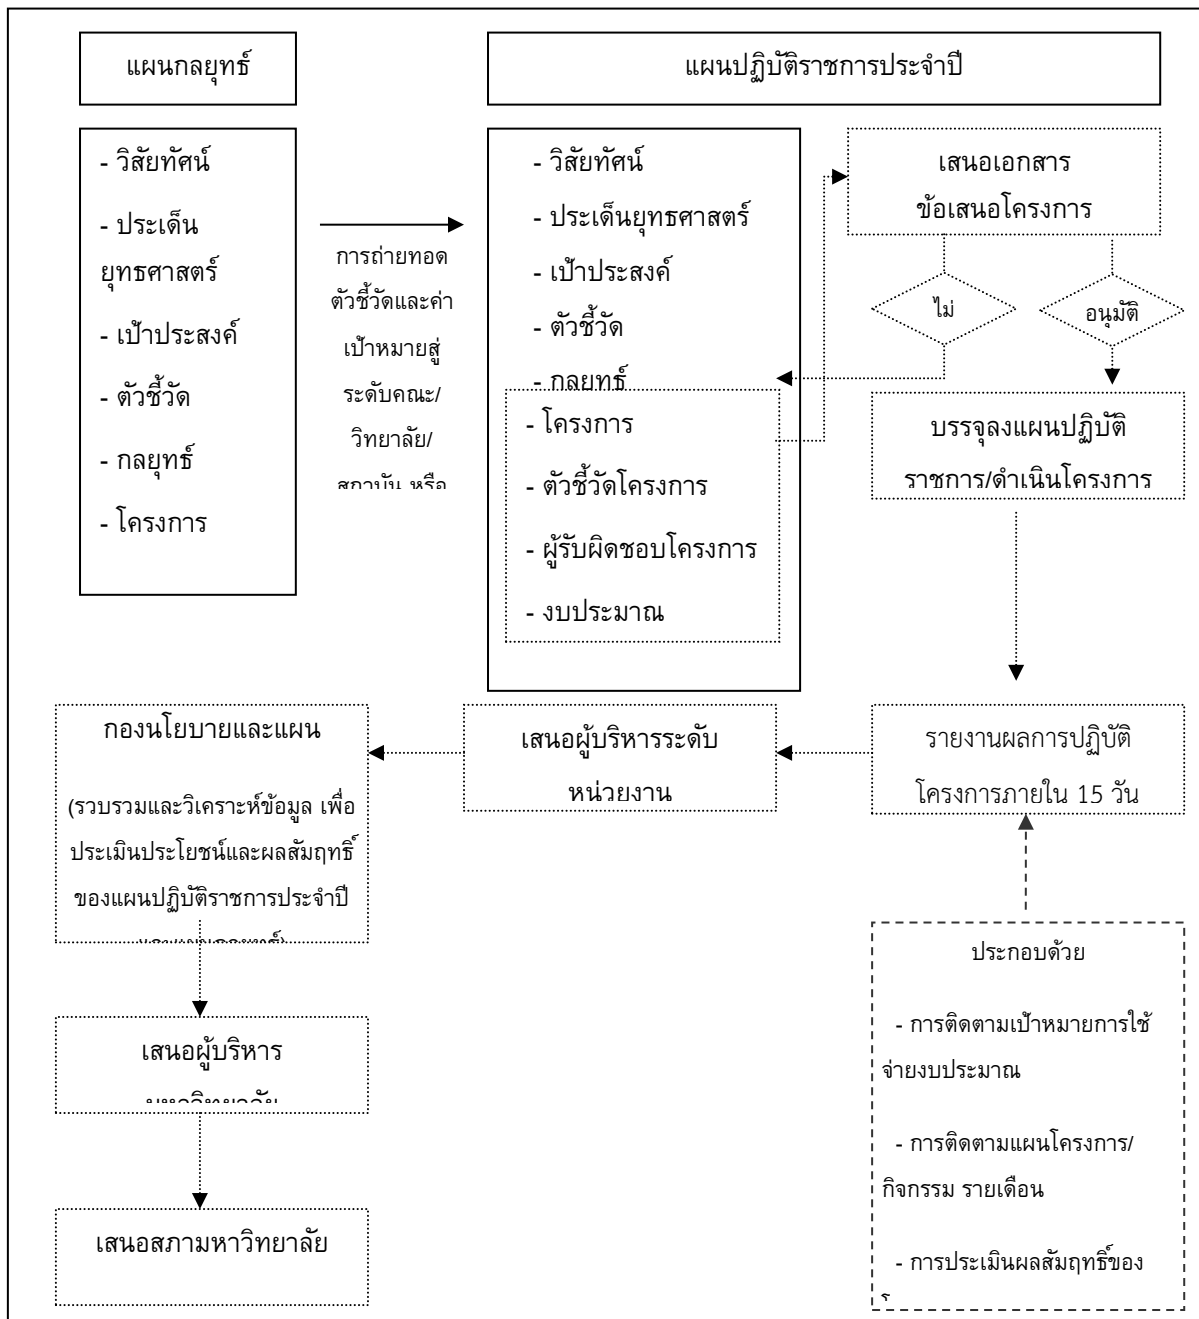 แผนกลยุทธ์
แผนปฏิบัติราชการประจำปี
- วิสัยทัศน์
- ประเด็น
ยุทธศาสตร์
- เป้าประสงค์
- ตัวชี้วัด
- กลยุทธ์
- โครงการ
การถ่ายทอด
ตัวชี้วัดและค่า
เป้าหมายสู่
ระดับคณะ/
วิทยาลัย/
สถาบัน หรือ
- วิสัยทัศน์
- ประเด็นยุทธศาสตร์
- เป้าประสงค์
- ตัวชี้วัด
- กลยุทธ์
- โครงการ
- ตัวชี้วัดโครงการ
- ผู้รับผิดชอบโครงการ
- งบประมาณ
เสนอเอกสาร
ข้อเสนอโครงการ
ไม่
อนุมัติ
บรรจุลงแผนปฏิบัติ
ราชการ/ดำเนินโครงการ
รายงานผลการปฏิบัติ
โครงการภายใน 15 วัน
เสนอผู้บริหารระดับ
หน่วยงาน
กองนโยบายและแผน
(รวบรวมและวิเคราะห์ข้อมูล เพื่อ
ประเมินประโยชน์และผลสัมฤทธิ์
ของแผนปฏิบัติราชการประจำปี
เสนอผู้บริหาร
มหาวิทยาลัย
เสนอสภามหาวิทยาลัย
ประกอบด้วย
- การติดตามเป้าหมายการใช้
จ่ายงบประมาณ
- การติดตามแผนโครงการ/
กิจกรรม รายเดือน
- การประเมินผลสัมฤทธิ์ของ